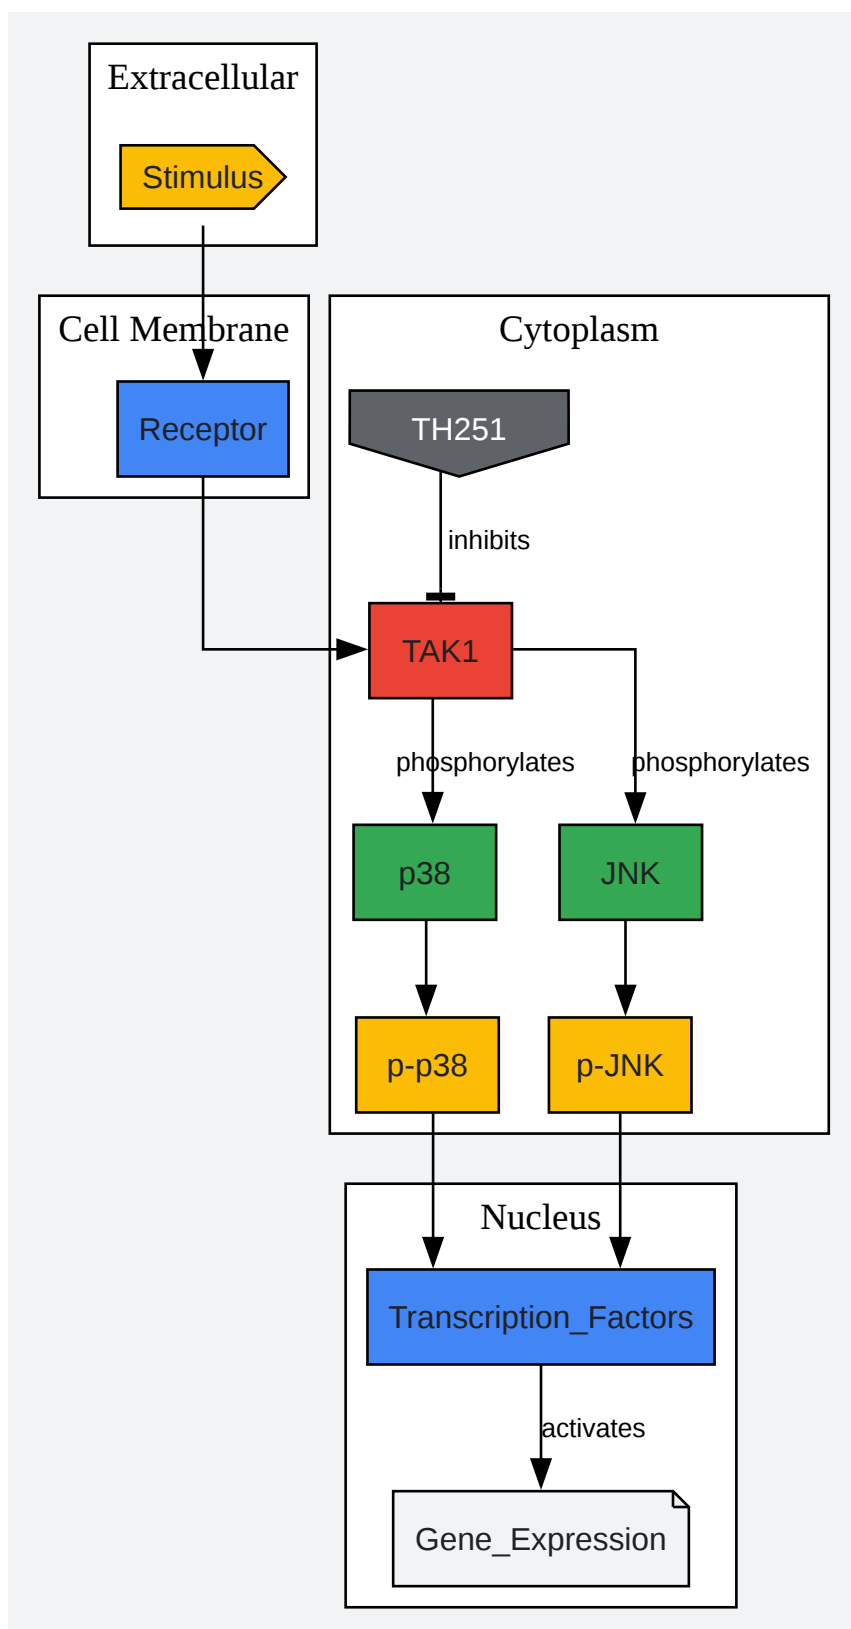 Extracellular
Stimulus
Cell Membrane
Receptor
Cytoplasm
TH251
inhibits
TAK1
phosphorylates
phosphorylates
p38
JNK
p-p38
p-JNK
Nucleus
Transcription_Factors
activates
Gene_Expression